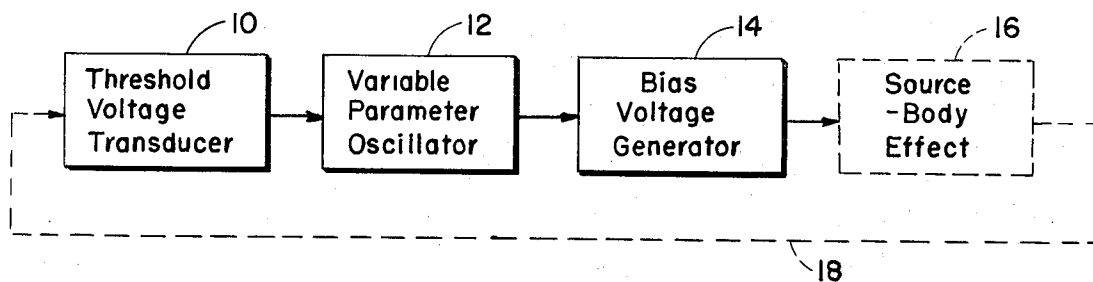 10
12
14
16
Threshold
Voltage
Transducer
Variable
Parameter
Oscillator
Bias
Voltage
Generator
Source
-Body
Effect
18